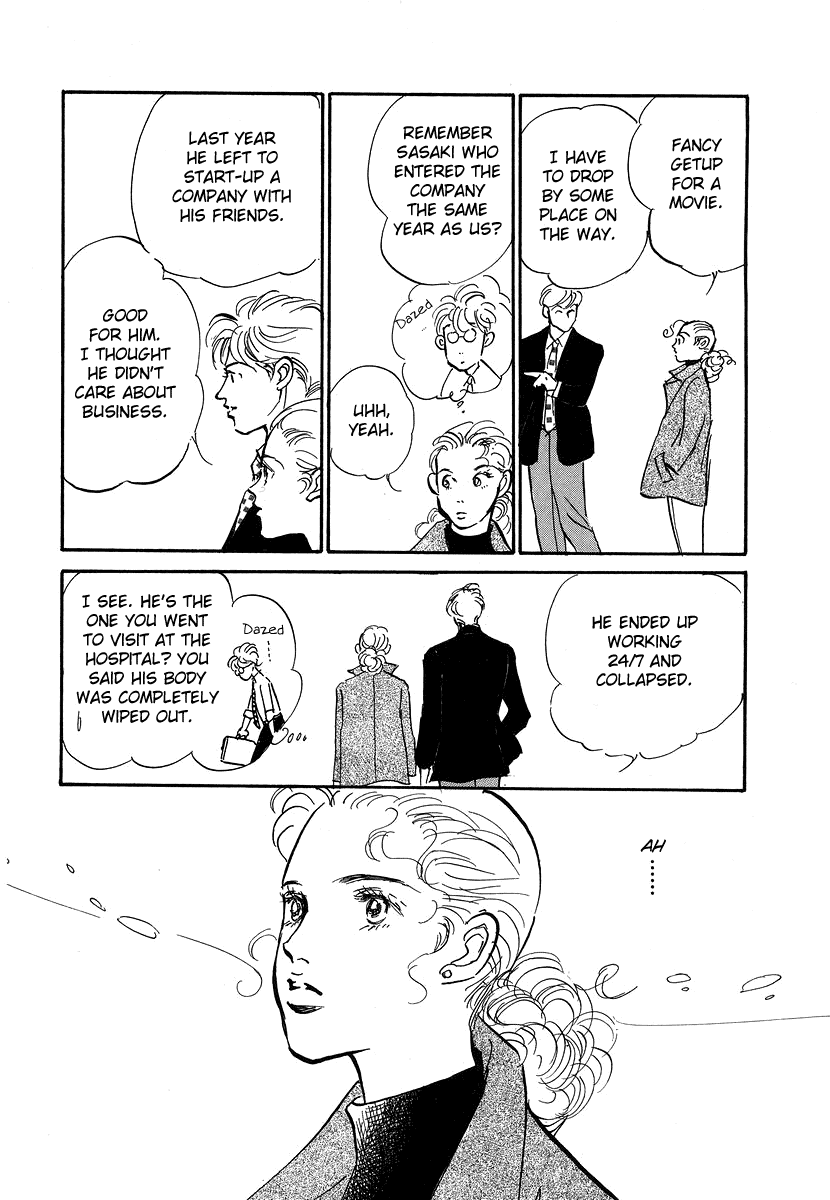 FANCY
GETUP
FOR A
MOVIE.
I HAVE
TO DROP
BY SOME
PLACE ON
THE WAY.
REMEMBER
SASAKI WHO
ENTERED THE
COMPANY
THE SAME
YEAR AS US?
Dazed
UHH,
YEAH.
LAST YEAR
HE LEFT TO
START-UP A
COMPANY WITH
HIS FRIENDS.
GOOD
FOR HIM.
I THOUGHT
HE DIDN'T
CARE ABOUT
BUSINESS.
HE ENDED UP
WORKING
24/7 AND
COLLAPSED.
I SEE. HE'S THE
ONE YOU WENT
TO VISIT AT THE
HOSPITAL? YOU
SAID HIS BODY
WAS COMPLETELY
WIPED OUT.
Dazed
AH
......